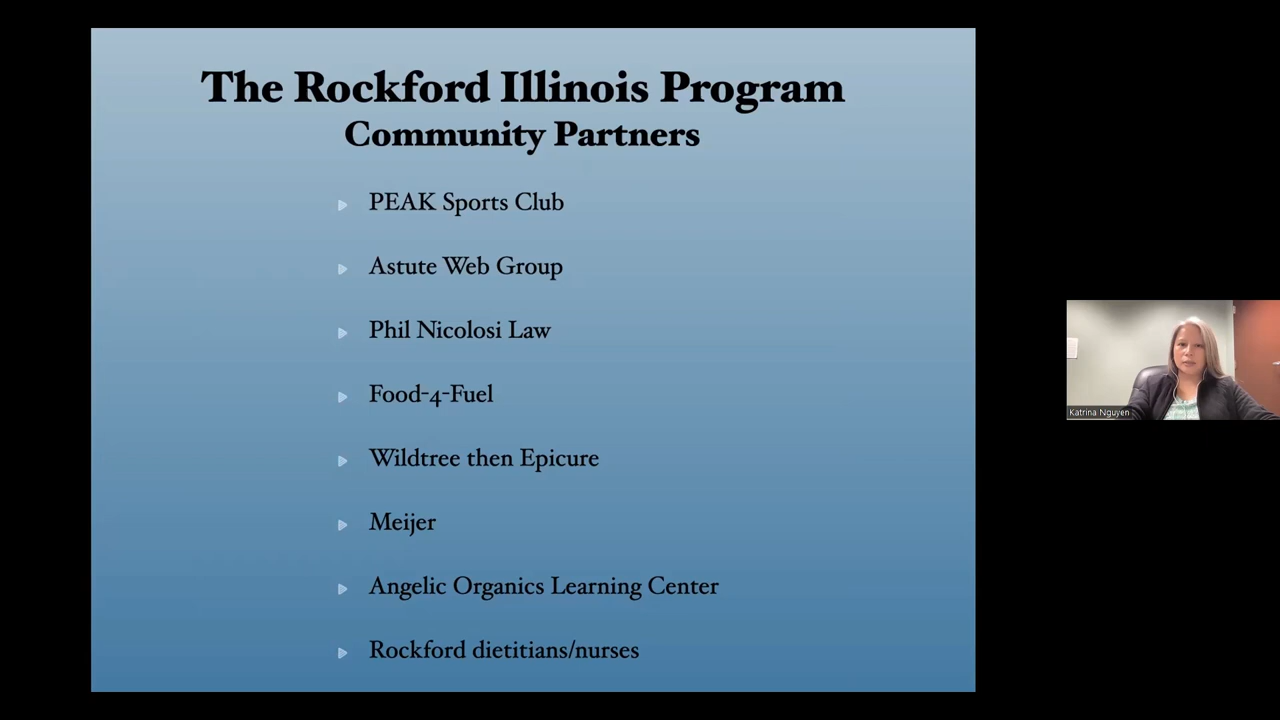 The Rockford Illinois Program
Community Partners
PEAK Sports Club
Astute Web Group
Phil Nicolosi Law
Food-4-Fuel
Wildtree then Epicure
Meijer
Angelic Organics Learning Center
Rockford dietitians/nurses
Katrina Nguyen